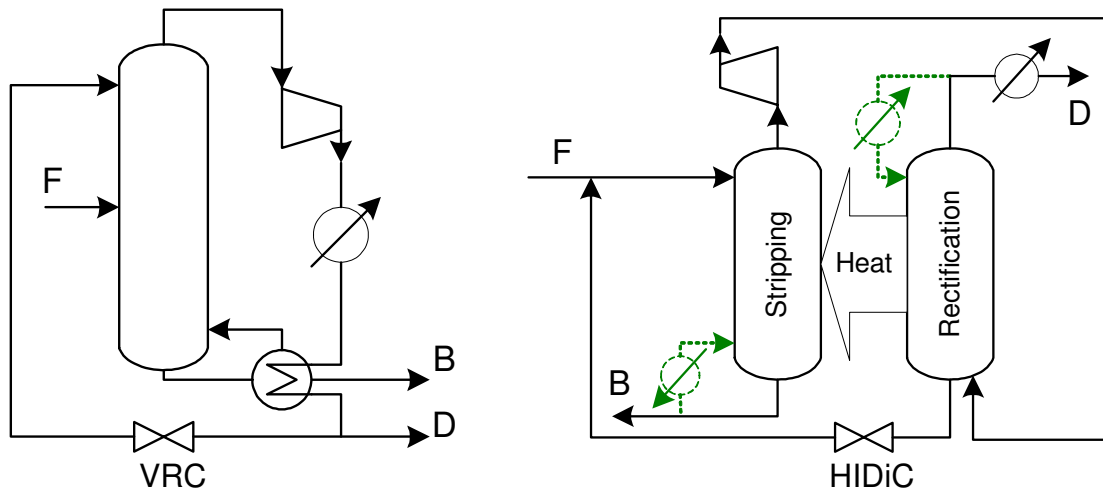 F
B
D
VRC
F
D
Stripping
Heat
Rectification
B
HIDiC